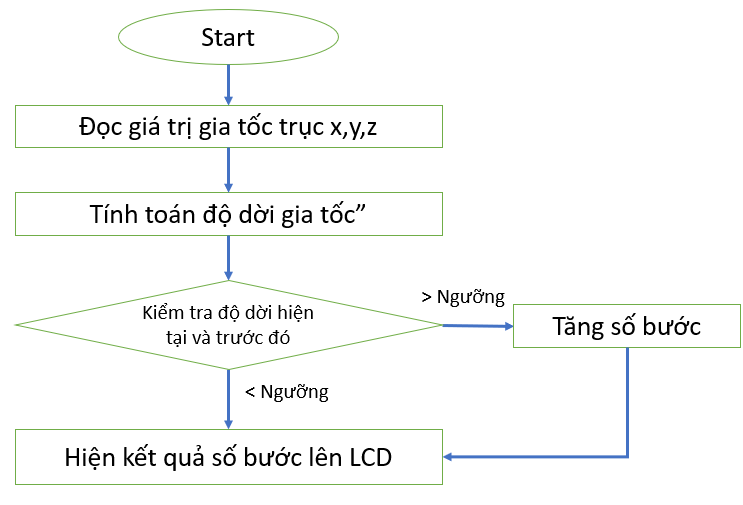 Start
Đọc giá trị gia tốc trục x,y,z
Tính toán độ dời gia tốc”
Kiểm tra độ dời hiện
tại và trước đó
> Ngưỡng
Tăng số bước
< Ngưỡng
Hiện kết quả số bước lên LCD